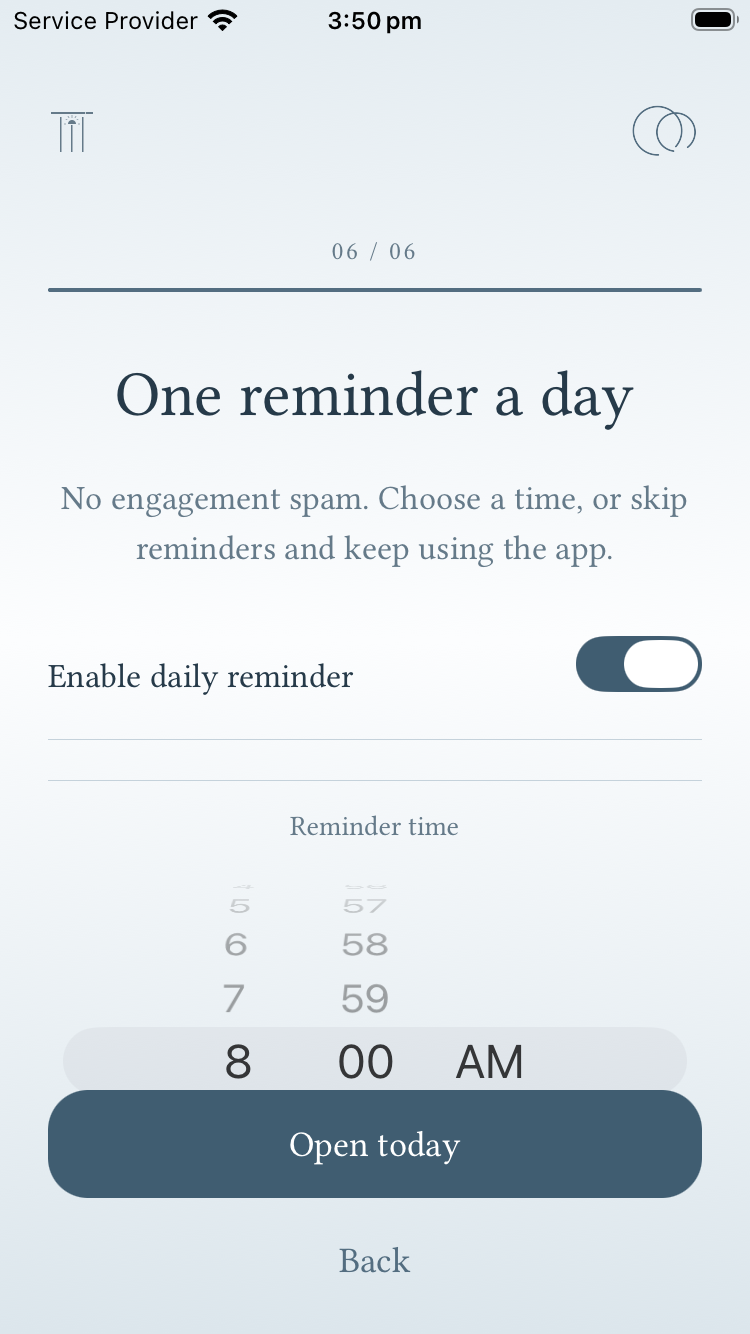 Service Provider 3:50 pm
06 / 06
One reminder a day
No engagement spam. Choose a time, or skip
reminders and keep using the app.
Enable daily reminder
Reminder time
5 57
6 58
7 59
8 00 AM
Open today
Back